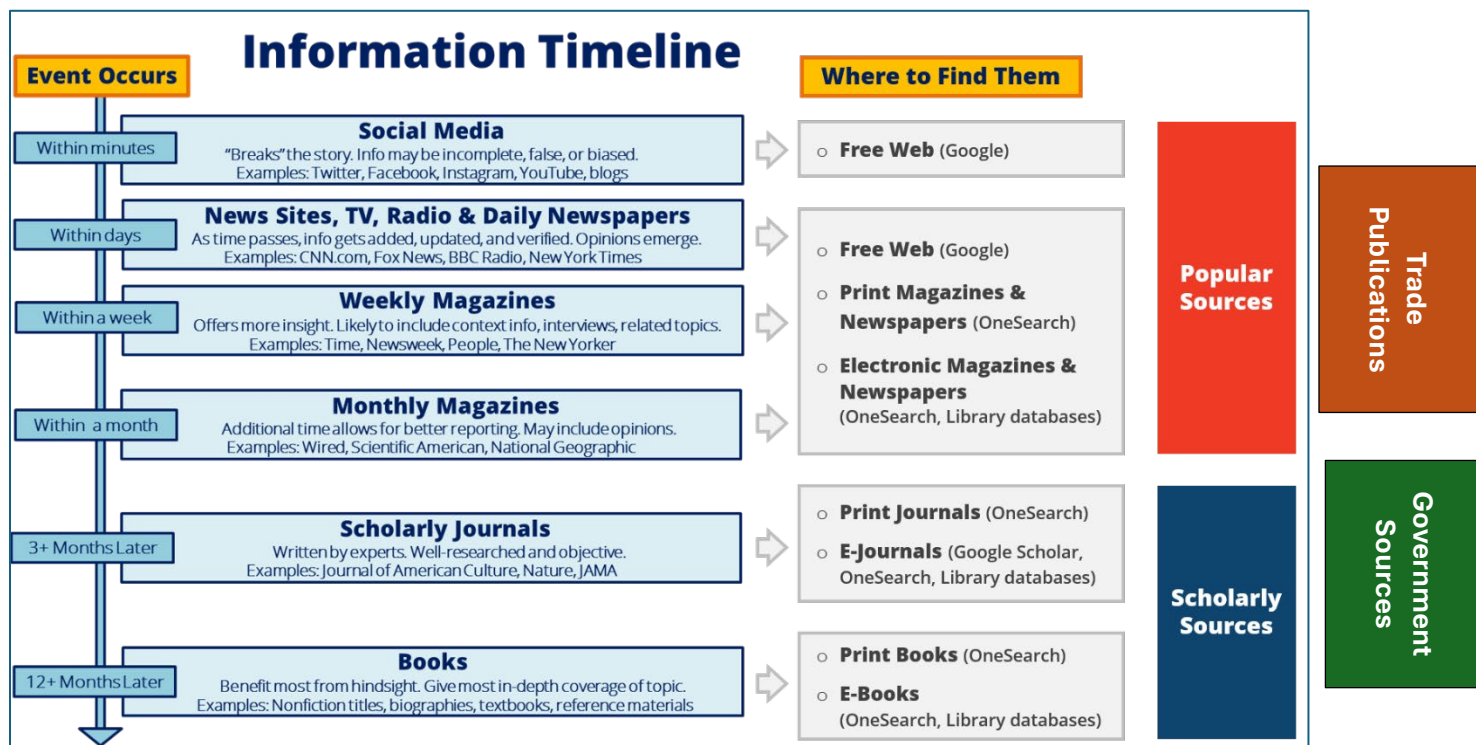 Information Timeline
Event Occurs
Where to Find Them
Within minutes
Social Media
“Breaks” the story. Info may be incomplete, false, or biased.
Examples: Twitter, Facebook, Instagram, YouTube, blogs
o Free Web (Google)
Within days
News Sites, TV, Radio & Daily Newspapers
As time passes, info gets added, updated, and verified. Opinions emerge.
Examples: CNN.com, Fox News, BBC Radio, New York Times
Within a week
Weekly Magazines
Offers more insight. Likely to include context info, interviews, related topics.
Examples: Time, Newsweek, People, The New Yorker
Within a month
Monthly Magazines
Additional time allows for better reporting. May include opinions.
Examples: Wired, Scientific American, National Geographic
o Free Web (Google)
o Print Magazines &
Newspapers (OneSearch)
o Electronic Magazines &
Newspapers
(OneSearch, Library databases)
Popular
Sources
3+ Months Later
Scholarly Journals
Written by experts. Well-researched and objective.
Examples: Journal of American Culture, Nature, JAMA
o Print Journals (OneSearch)
o E-Journals (Google Scholar,
OneSearch, Library databases)
12+ Months Later
Books
Benefit most from hindsight. Give most in-depth coverage of topic.
Examples: Nonfiction titles, biographies, textbooks, reference materials
o Print Books (OneSearch)
o E-Books
(OneSearch, Library databases)
Scholarly
Sources
Trade
Publications
Government
Sources